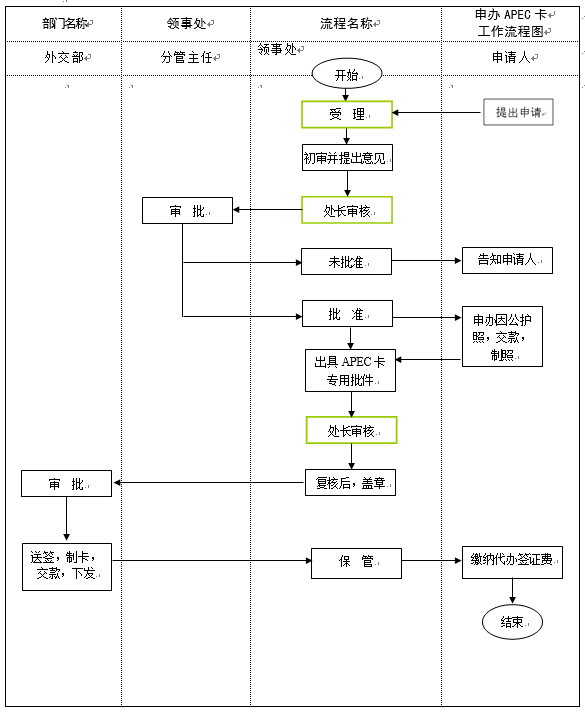 部门名称
领事处
流程名称
申办 APEC 卡
工作流程图
外交部
分管主任
领事处
申请人
开始
受 理
提出申请
初审并提出意见
审 批
处长审核
未批准
告知申请人
批 准
申办因公护
照，交款，
制照
出具 APEC 卡
专用批件
处长审核
审 批
复核后，盖章
送签，制卡，
交款，下发
保 管
缴纳代办签证费
结束